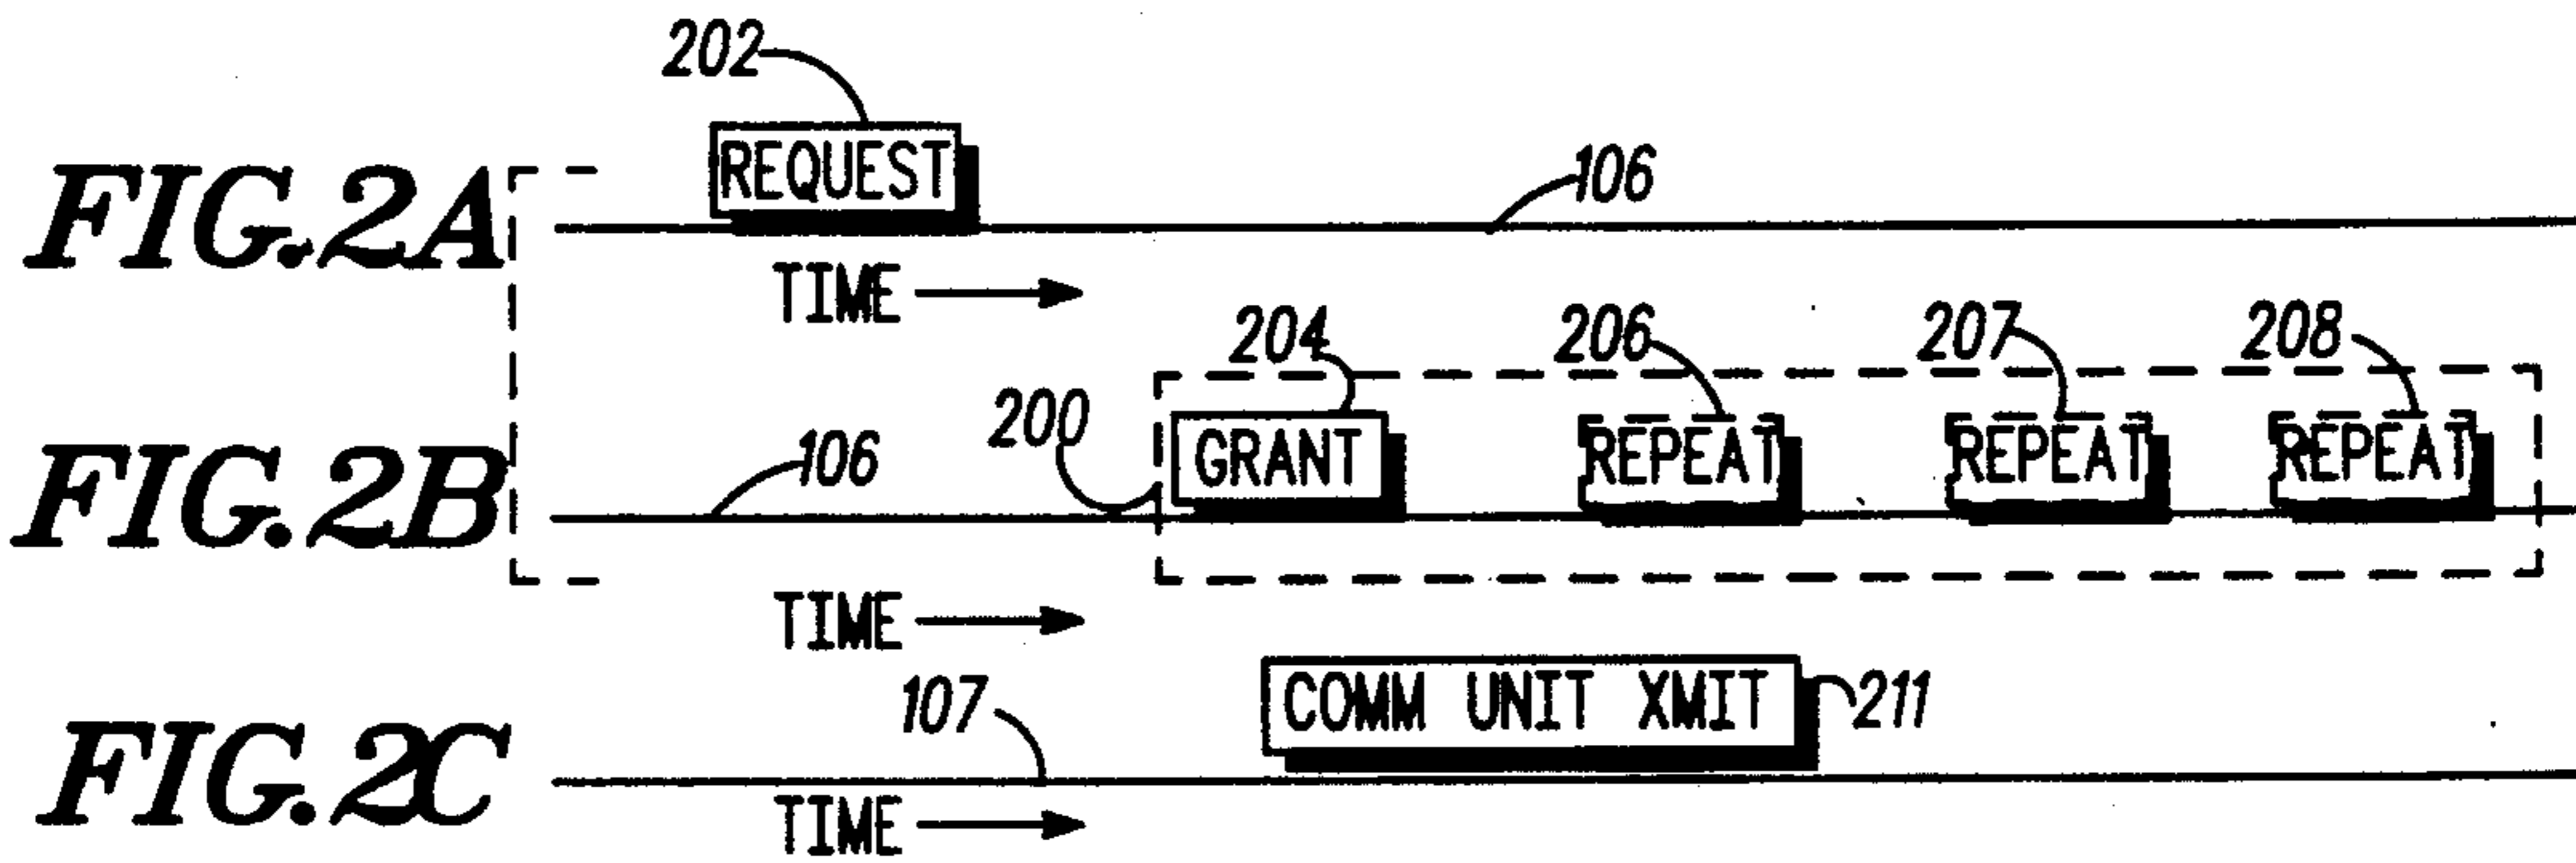 202
FIG.2A
REQUEST
106
TIME
204
206
207
208
FIG.2B
106
200
GRANT
REPEAT
REPEAT
REPEAT
TIME
FIG.2C
107
COMM UNIT XMIT
211
TIME